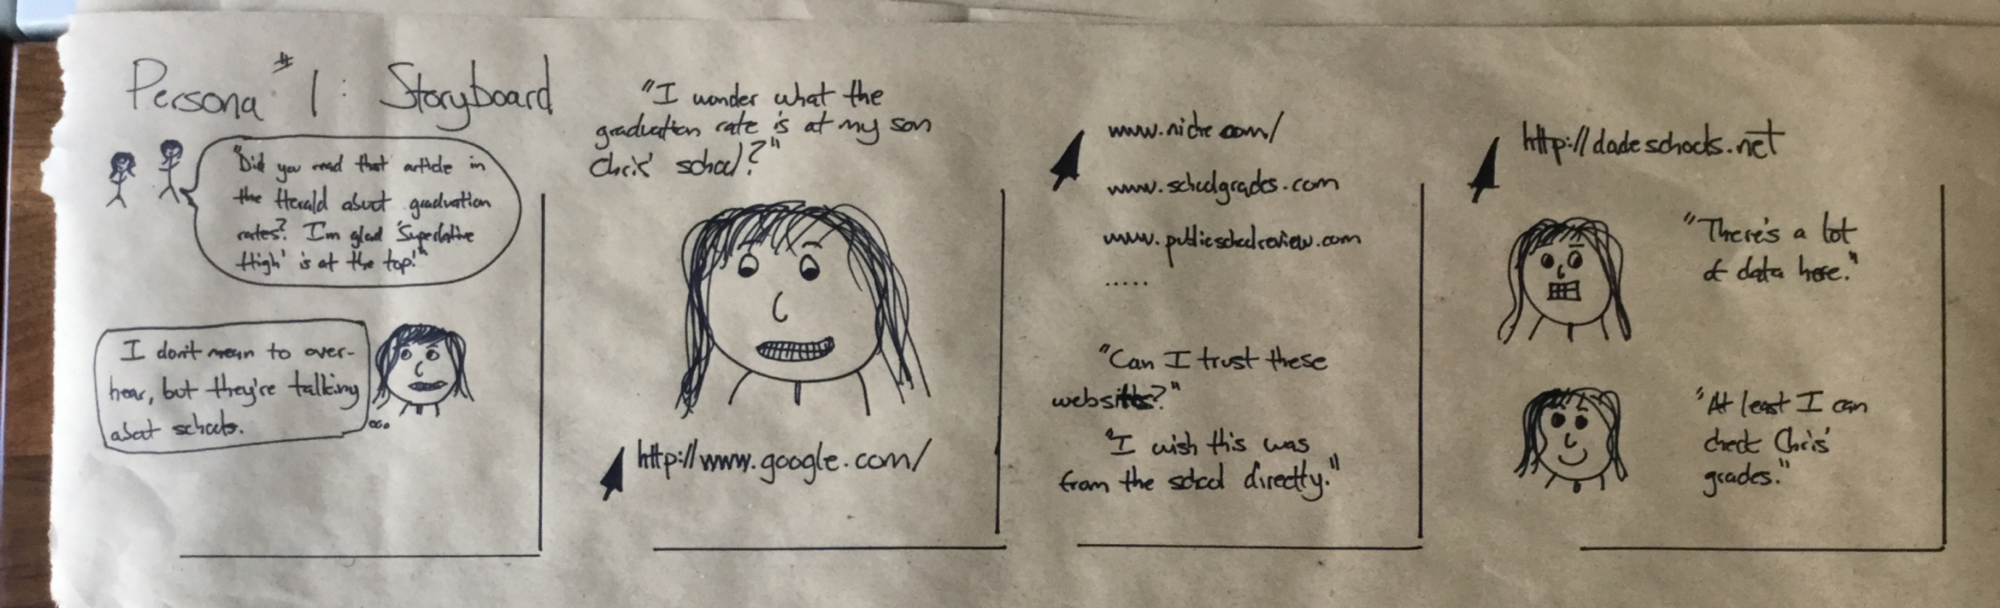 Persona #1: Storyboard
"Did you read that article in
the Herald about graduation
rates? I'm glad 'Superlative
High' is at the top!"
I don't mean to over-
hear, but they're talking
about schools.
"I wonder what the
graduation rate is at my son
Chris' school?"
http://www.google.com/
www.niche.com/
www.schoolgrades.com
www.publicschoolreview.com
.....
"Can I trust these
websites?"
"I wish this was
from the school directly."
http://dadeschools.net
"There's a lot
of data here."
"At least I can
check Chris'
grades."